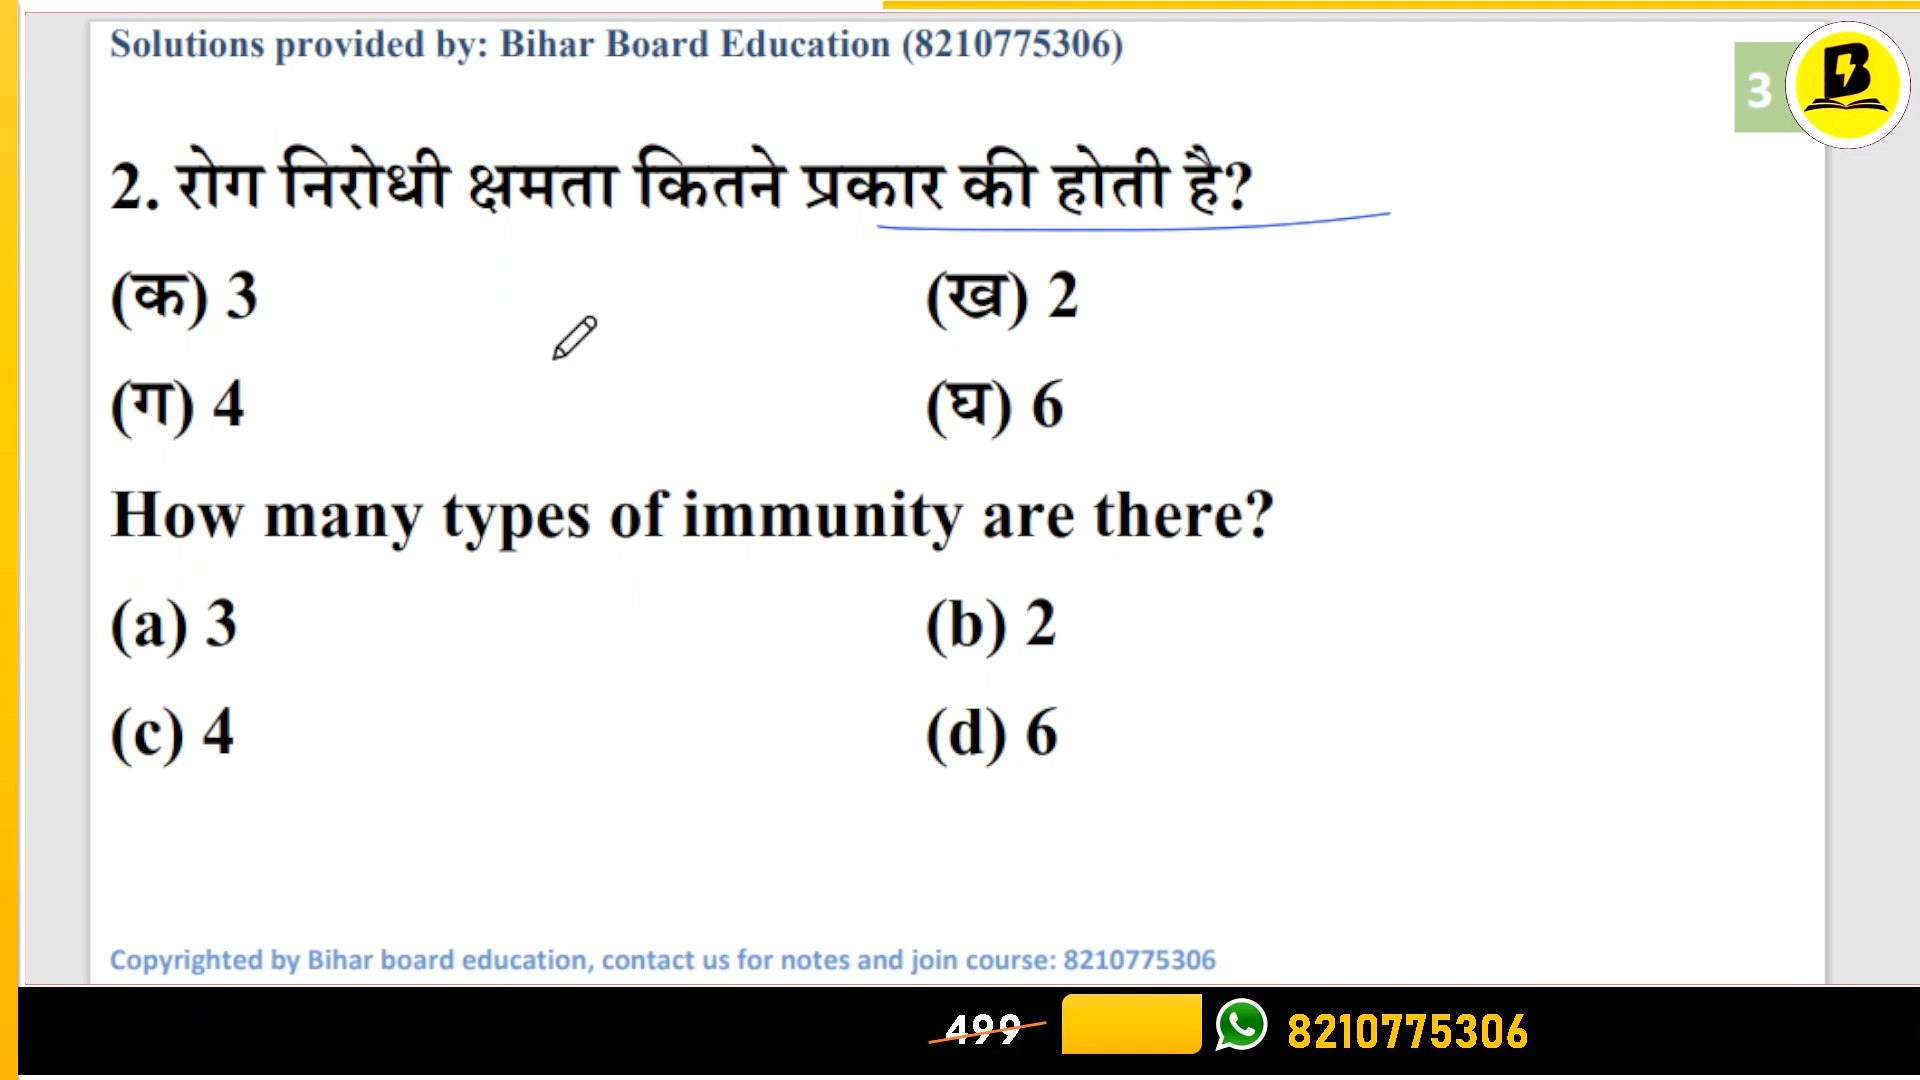 Solutions provided by: Bihar Board Education (8210775306)
3
B
2. रोग निरोधी क्षमता कितने प्रकार की होती है?
(क) 3 (ख) 2
(ग) 4 (घ) 6
How many types of immunity are there?
(a) 3 (b) 2
(c) 4 (d) 6
Copyrighted by Bihar board education, contact us for notes and join course: 8210775306
499 8210775306